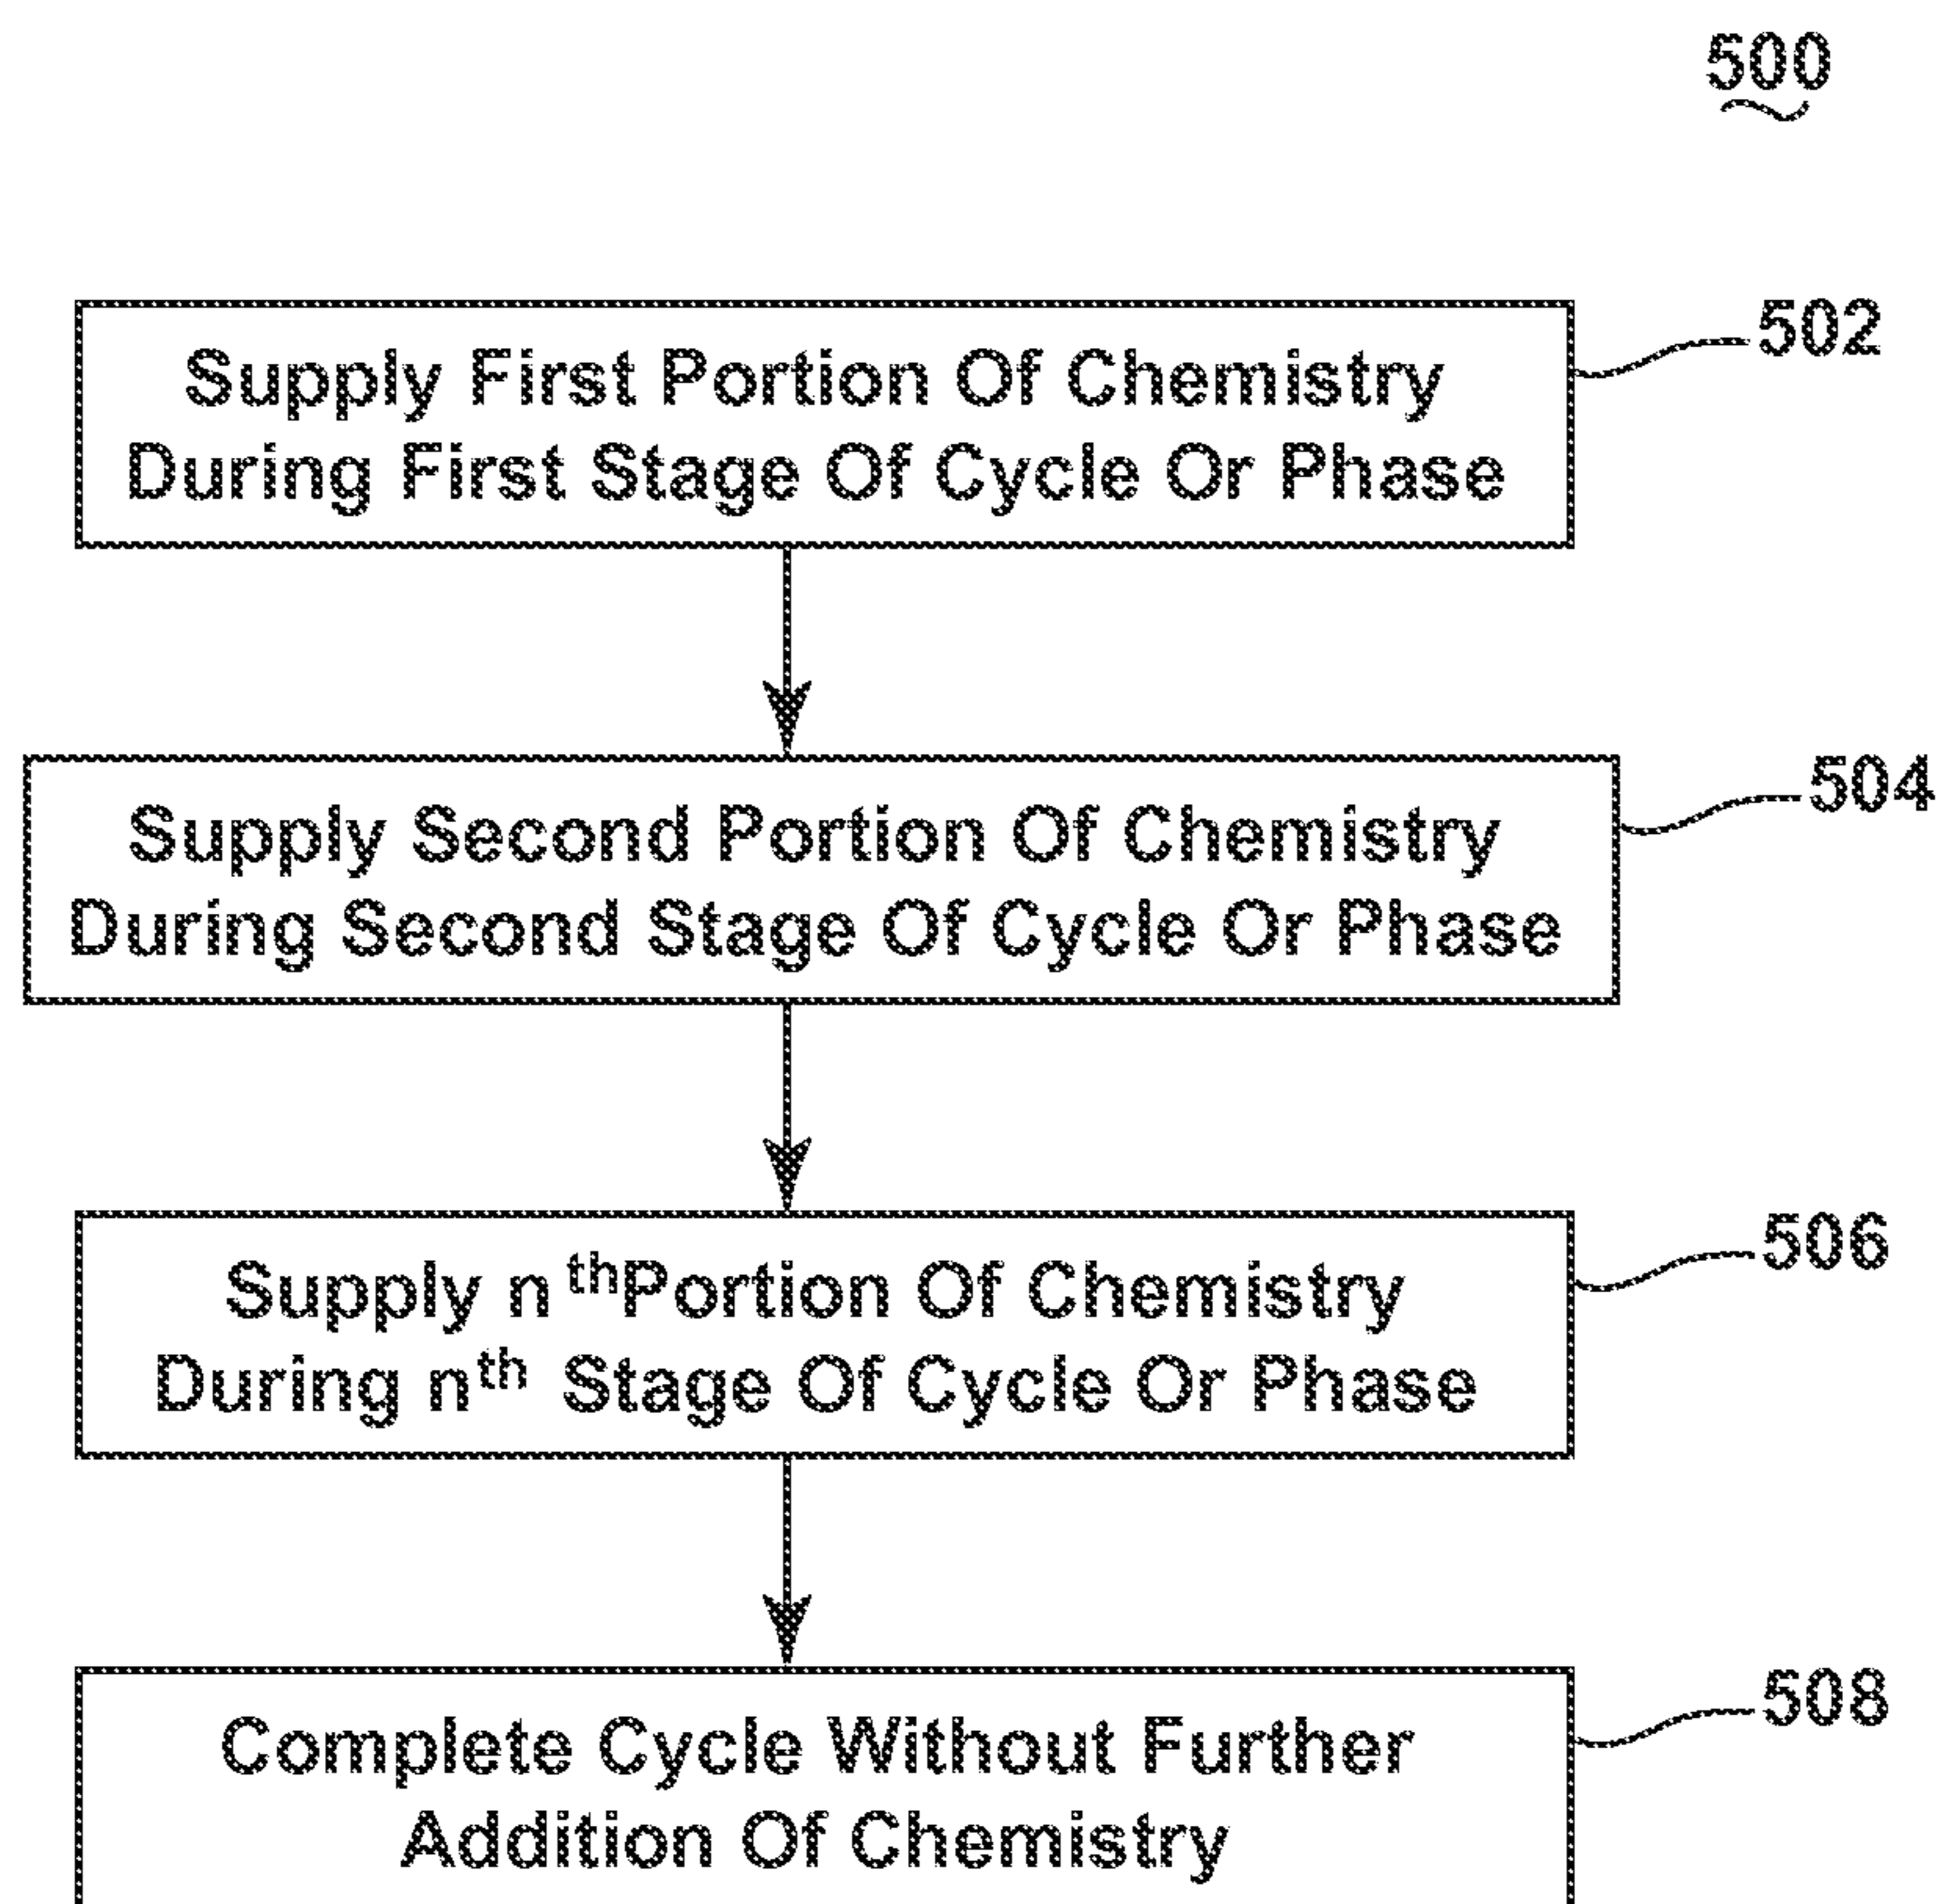 500
Supply First Portion Of Chemistry
During First Stage Of Cycle Or Phase
502
Supply Second Portion Of Chemistry
During Second Stage Of Cycle Or Phase
504
Supply nth Portion Of Chemistry
During nth Stage Of Cycle Or Phase
506
Complete Cycle Without Further
Addition Of Chemistry
508